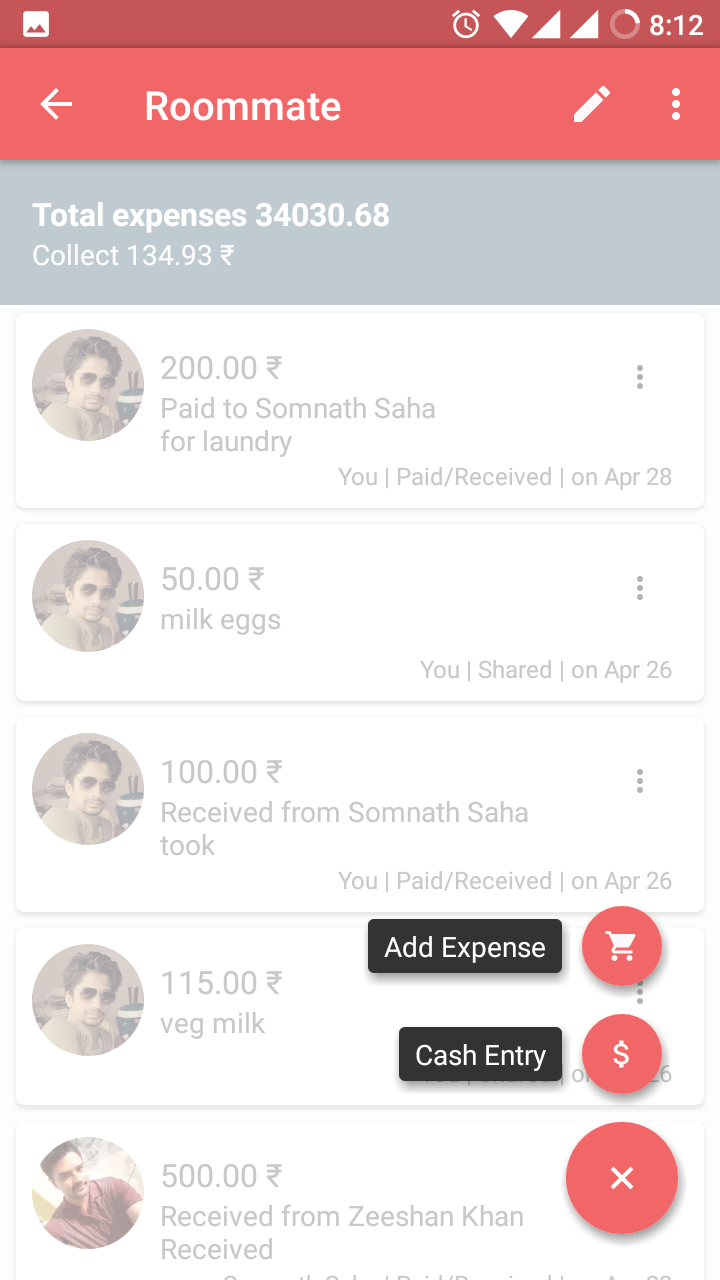 8:12
Roommate
Total expenses 34030.68
Collect 134.93 ₹
200.00 ₹
Paid to Somnath Saha
for laundry
You | Paid/Received | on Apr 28
50.00 ₹
milk eggs
You | Shared | on Apr 26
100.00 ₹
Received from Somnath Saha
took
You | Paid/Received | on Apr 26
Add Expense
115.00 ₹
veg milk
Cash Entry
$
500.00 ₹
Received from Zeeshan Khan
Received